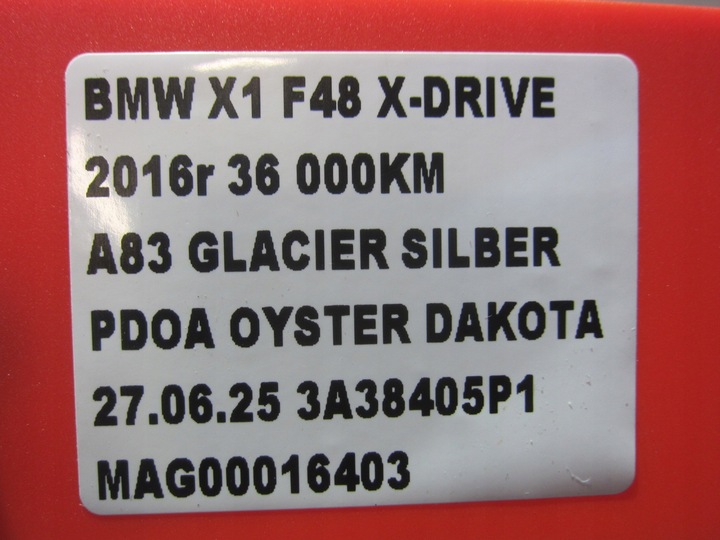 BMW X1 F48 X-DRIVE
2016r 36 000KM
A83 GLACIER SILBER
PDOA OYSTER DAKOTA
27.06.25 3A38405P1
MAG00016403